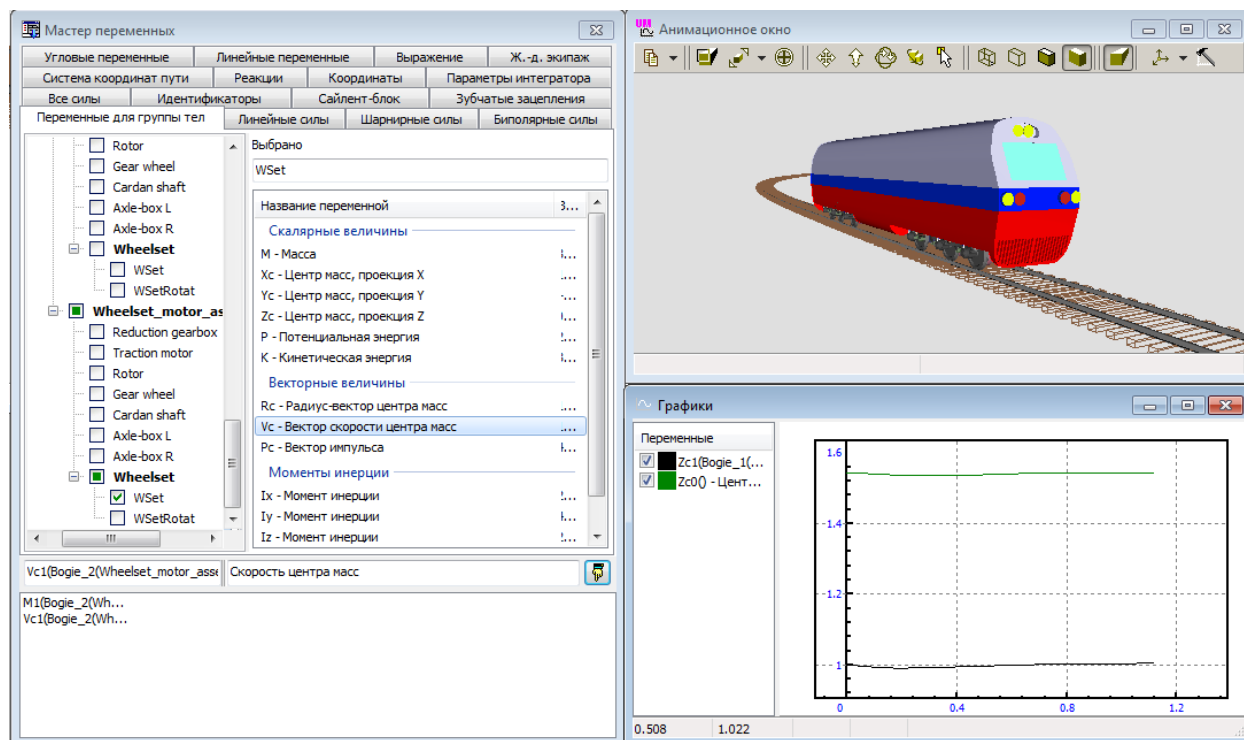 Мастер переменных
Угловые переменные
Линейные переменные
Выражение
Ж.-д. экипаж
Система координат пути
Реакции
Координаты
Параметры интегратора
Все силы
Идентификаторы
Сайлент-блок
Зубчатые зацепления
Переменные для группы тел
Линейные силы
Шарнирные силы
Биполярные силы
Rotor
Gear wheel
Cardan shaft
Axle-box L
Axle-box R
Wheelset
WSet
WSetRotat
Wheelset_motor_as
Reduction gearbox
Traction motor
Rotor
Gear wheel
Cardan shaft
Axle-box L
Axle-box R
Wheelset
WSet
WSetRotat
Выбрано
WSet
Название переменной
Скалярные величины
M - Масса
Xc - Центр масс, проекция X
Yc - Центр масс, проекция Y
Zc - Центр масс, проекция Z
P - Потенциальная энергия
K - Кинетическая энергия
Векторные величины
Rc - Радиус-вектор центра масс
Vc - Вектор скорости центра масс
Pc - Вектор импульса
Моменты инерции
Ix - Момент инерции
Iy - Момент инерции
Iz - Момент инерции
Vc1(Bogie_2(Wheelset_motor_asse
Скорость центра масс
M1(Bogie_2(Wh...
Vc1(Bogie_2(Wh...
Анимационое окно
Графики
Переменные
Zc1(Bogie_1(...
Zc0() - Цент...
1.6
1.4
1.2
1
0
0.4
0.8
1.2
0.508
1.022